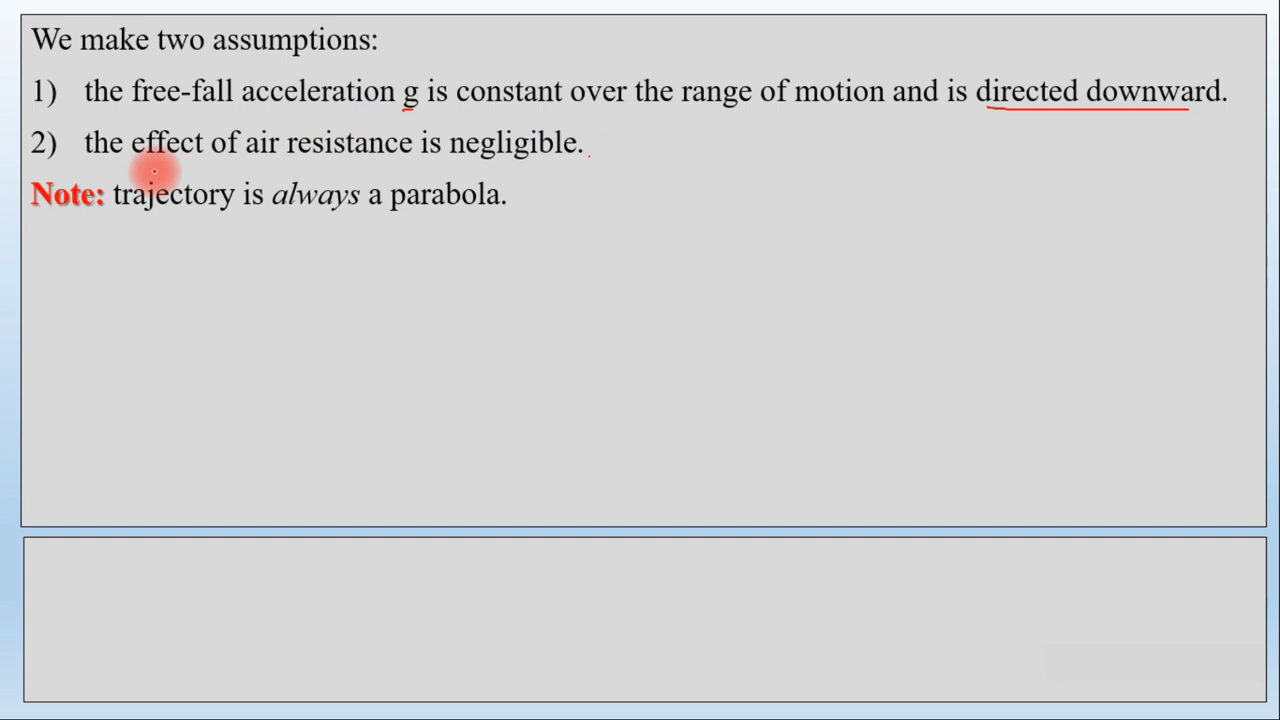 We make two assumptions:
1) the free-fall acceleration g is constant over the range of motion and is directed downward.
2) the effect of air resistance is negligible.
Note: trajectory is always a parabola.